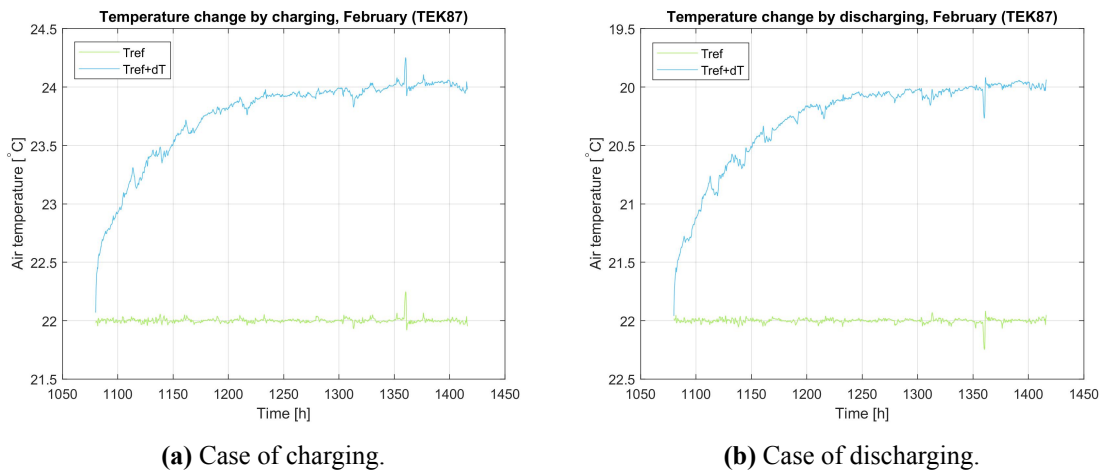 Temperature change by charging, February (TEK87)
24.5
24
23.5
23
22.5
22
21.5
Air temperature [°C]
Tref
Tref+dT
1050 1100 1150 1200 1250 1300 1350 1400 1450
Time [h]
(a) Case of charging.
Temperature change by discharging, February (TEK87)
19.5
20
20.5
21
21.5
22
22.5
Air temperature [°C]
Tref
Tref+dT
1050 1100 1150 1200 1250 1300 1350 1400 1450
Time [h]
(b) Case of discharging.